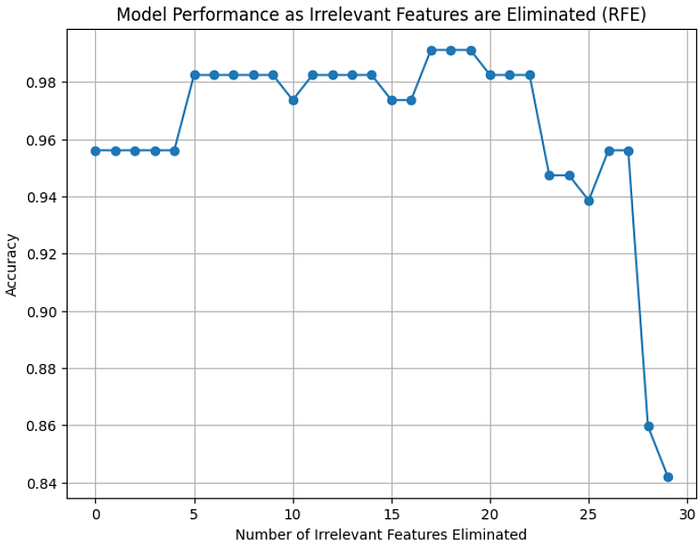 Model Performance as Irrelevant Features are Eliminated (RFE)
Accuracy
0.98
0.96
0.94
0.92
0.90
0.88
0.86
0.84
0 5 10 15 20 25 30
Number of Irrelevant Features Eliminated